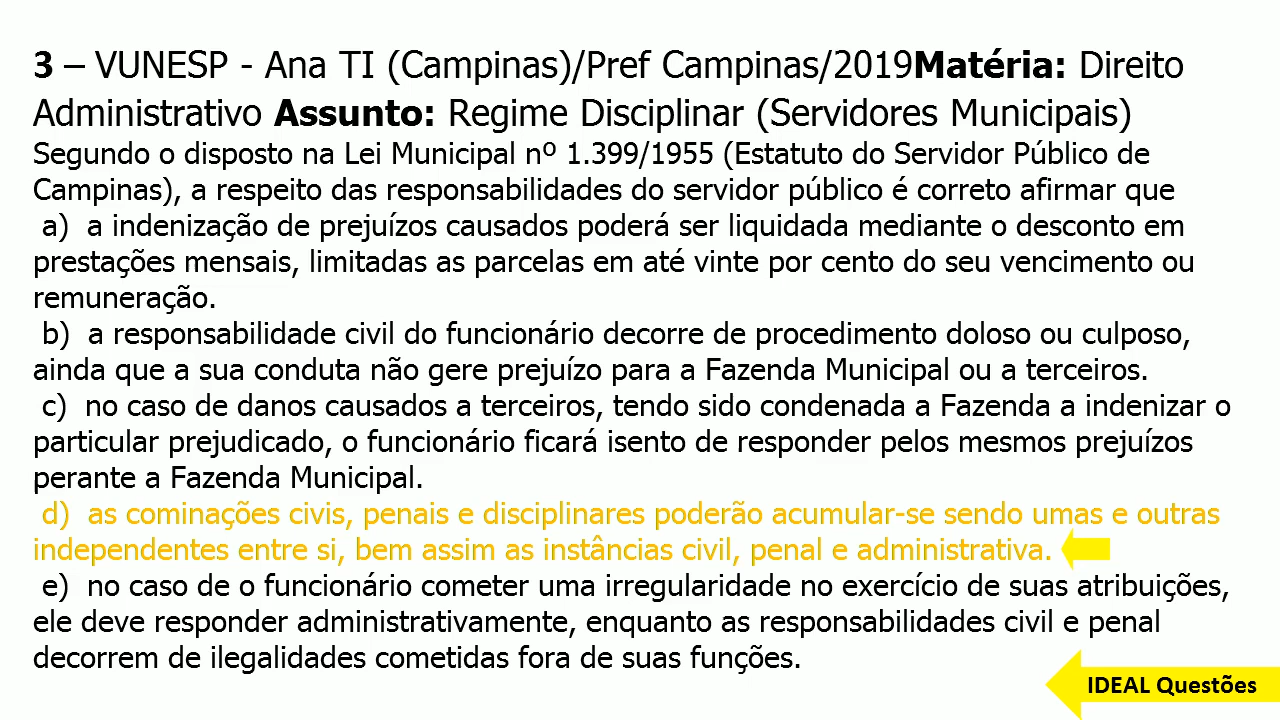 3 – VUNESP - Ana TI (Campinas)/Pref Campinas/2019Matéria: Direito
Administrativo Assunto: Regime Disciplinar (Servidores Municipais)
Segundo o disposto na Lei Municipal nº 1.399/1955 (Estatuto do Servidor Público de
Campinas), a respeito das responsabilidades do servidor público é correto afirmar que
a) a indenização de prejuízos causados poderá ser liquidada mediante o desconto em
prestações mensais, limitadas as parcelas em até vinte por cento do seu vencimento ou
remuneração.
b) a responsabilidade civil do funcionário decorre de procedimento doloso ou culposo,
ainda que a sua conduta não gere prejuízo para a Fazenda Municipal ou a terceiros.
c) no caso de danos causados a terceiros, tendo sido condenada a Fazenda a indenizar o
particular prejudicado, o funcionário ficará isento de responder pelos mesmos prejuízos
perante a Fazenda Municipal.
d) as cominações civis, penais e disciplinares poderão acumular-se sendo umas e outras
independentes entre si, bem assim as instâncias civil, penal e administrativa.
e) no caso de o funcionário cometer uma irregularidade no exercício de suas atribuições,
ele deve responder administrativamente, enquanto as responsabilidades civil e penal
decorrem de ilegalidades cometidas fora de suas funções.
IDEAL Questões